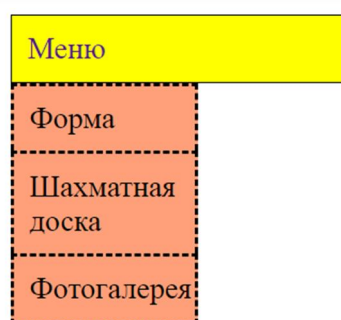 Меню
Форма
Шахматная
доска
Фотогалерея